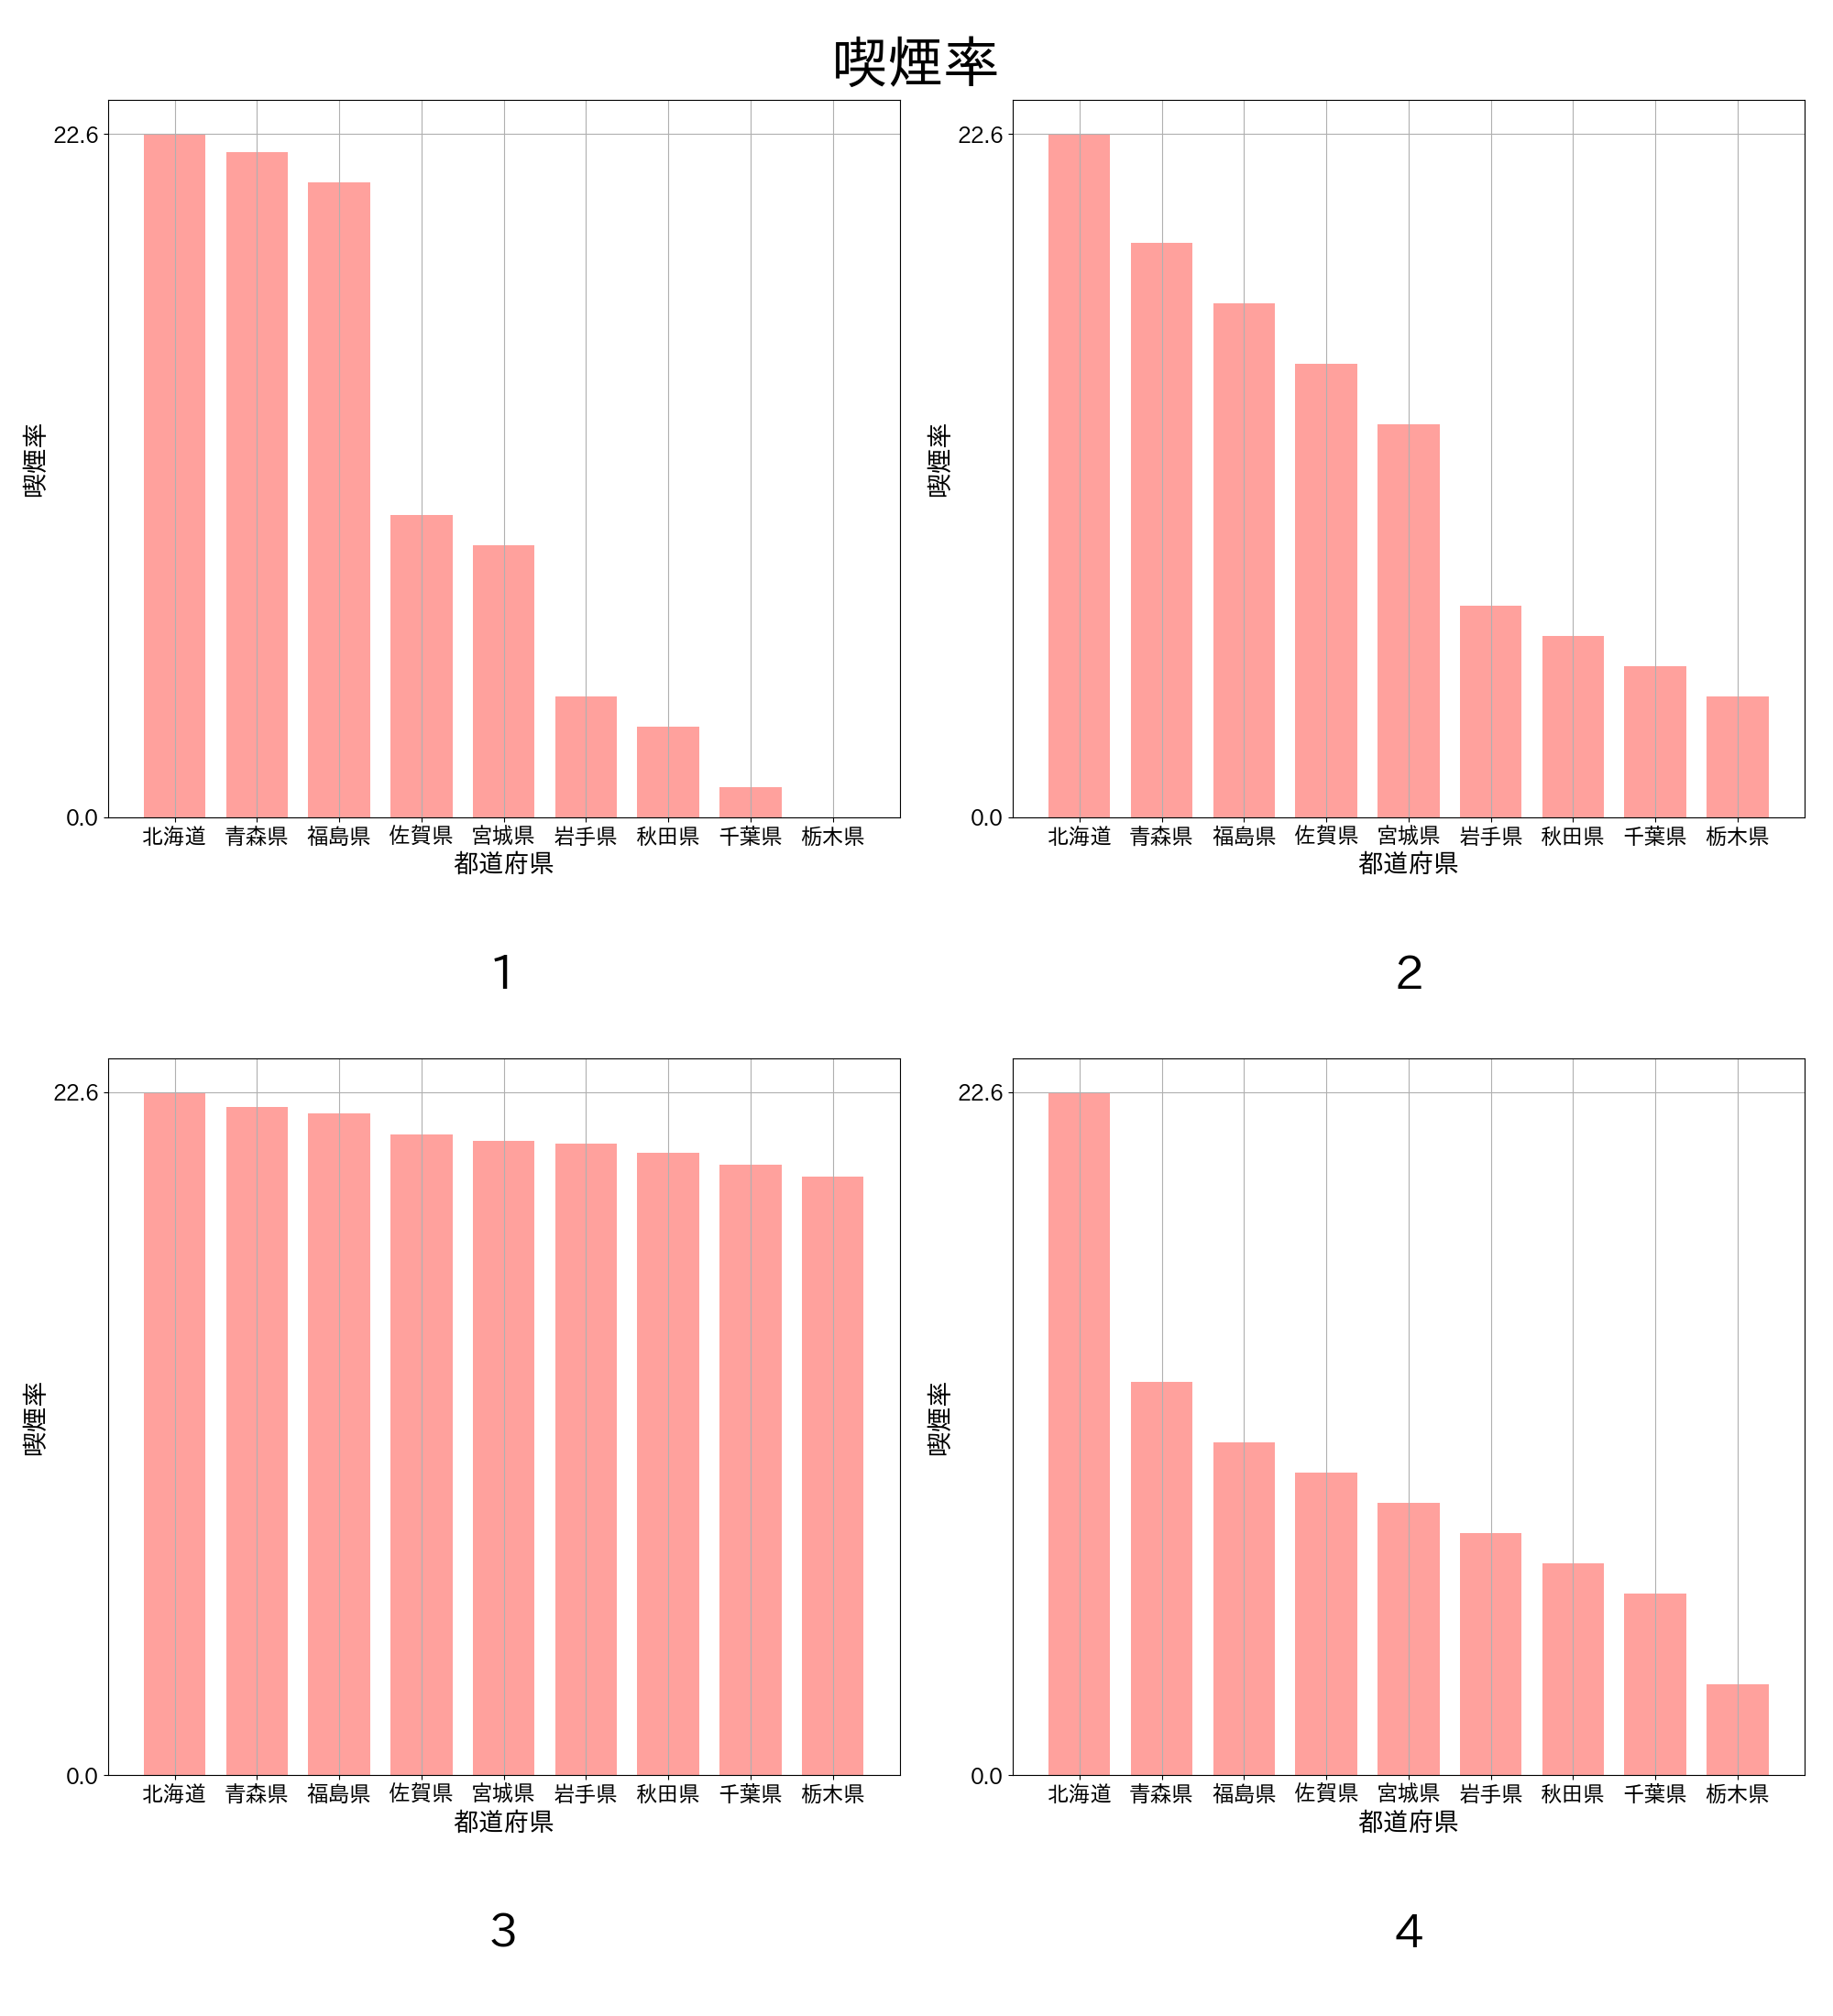 喫煙率
22.6
0.0
喫煙率
北海道 青森県 福島県 佐賀県 宮城県 岩手県 秋田県 千葉県 栃木県
都道府県
1
22.6
0.0
喫煙率
北海道 青森県 福島県 佐賀県 宮城県 岩手県 秋田県 千葉県 栃木県
都道府県
2
22.6
0.0
喫煙率
北海道 青森県 福島県 佐賀県 宮城県 岩手県 秋田県 千葉県 栃木県
都道府県
3
22.6
0.0
喫煙率
北海道 青森県 福島県 佐賀県 宮城県 岩手県 秋田県 千葉県 栃木県
都道府県
4